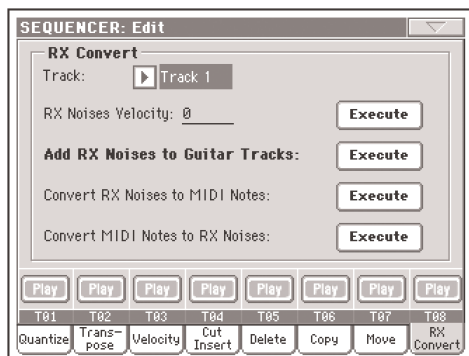 SEQUENCER: Edit
RX Convert
Track: Track 1
RX Noises Velocity: 0 Execute
Add RX Noises to Guitar Tracks: Execute
Convert RX Noises to MIDI Notes: Execute
Convert MIDI Notes to RX Noises: Execute
Play Play Play Play Play Play Play Play
T01 T02 T03 T04 T05 T06 T07 T08
Quantize Trans- Velocity Cut Delete Copy Move RX
pose Insert Convert